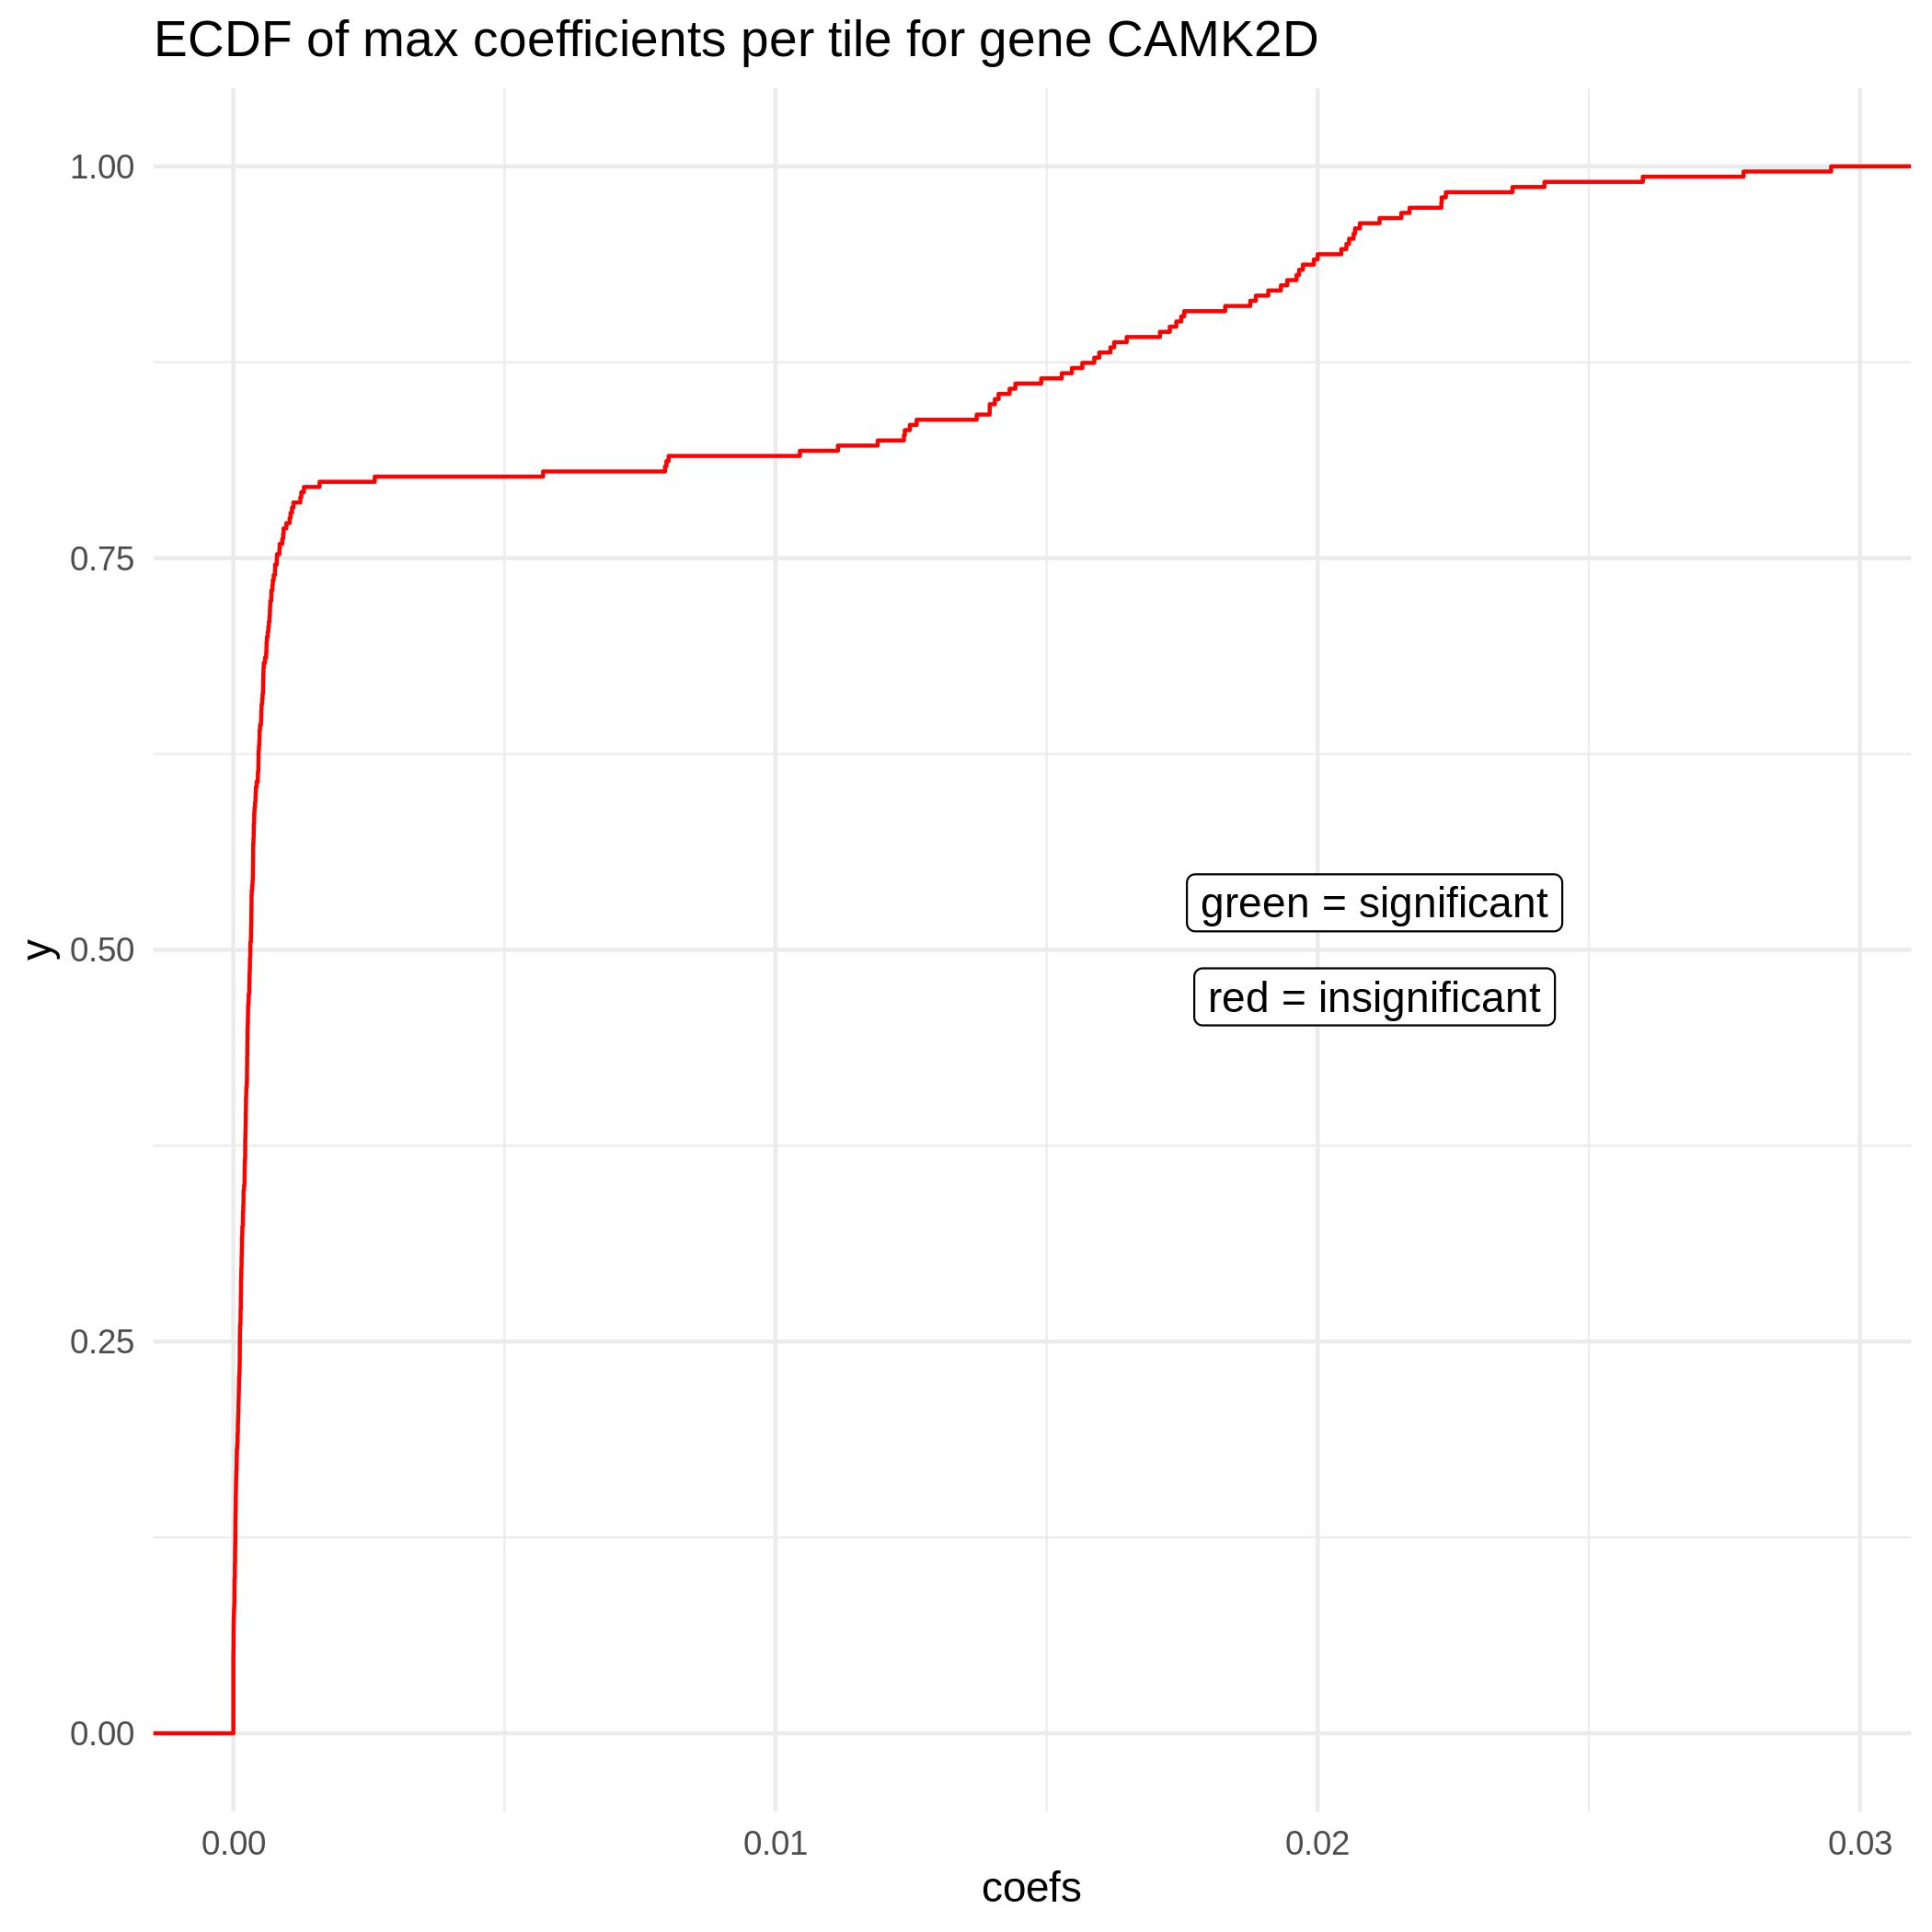 ECDF of max coefficients per tile for gene CAMK2D
1.00
0.75
green = significant
y
0.50
red = insignificant
0.25
0.00
0.00
0.01
0.02
0.03
coefs